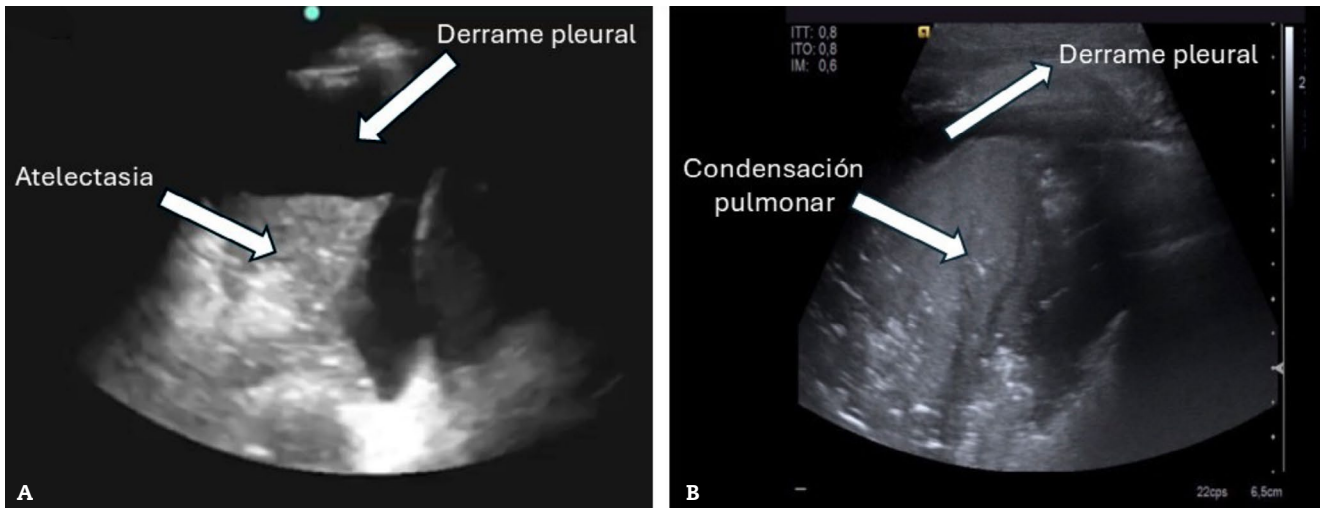 Derrame pleural
Atelectasia
A
ITT: 0,8
ITO: 0,8
IM: 0,6
Derrame pleural
2
Condensación
pulmonar
B
22cps 6,5cm